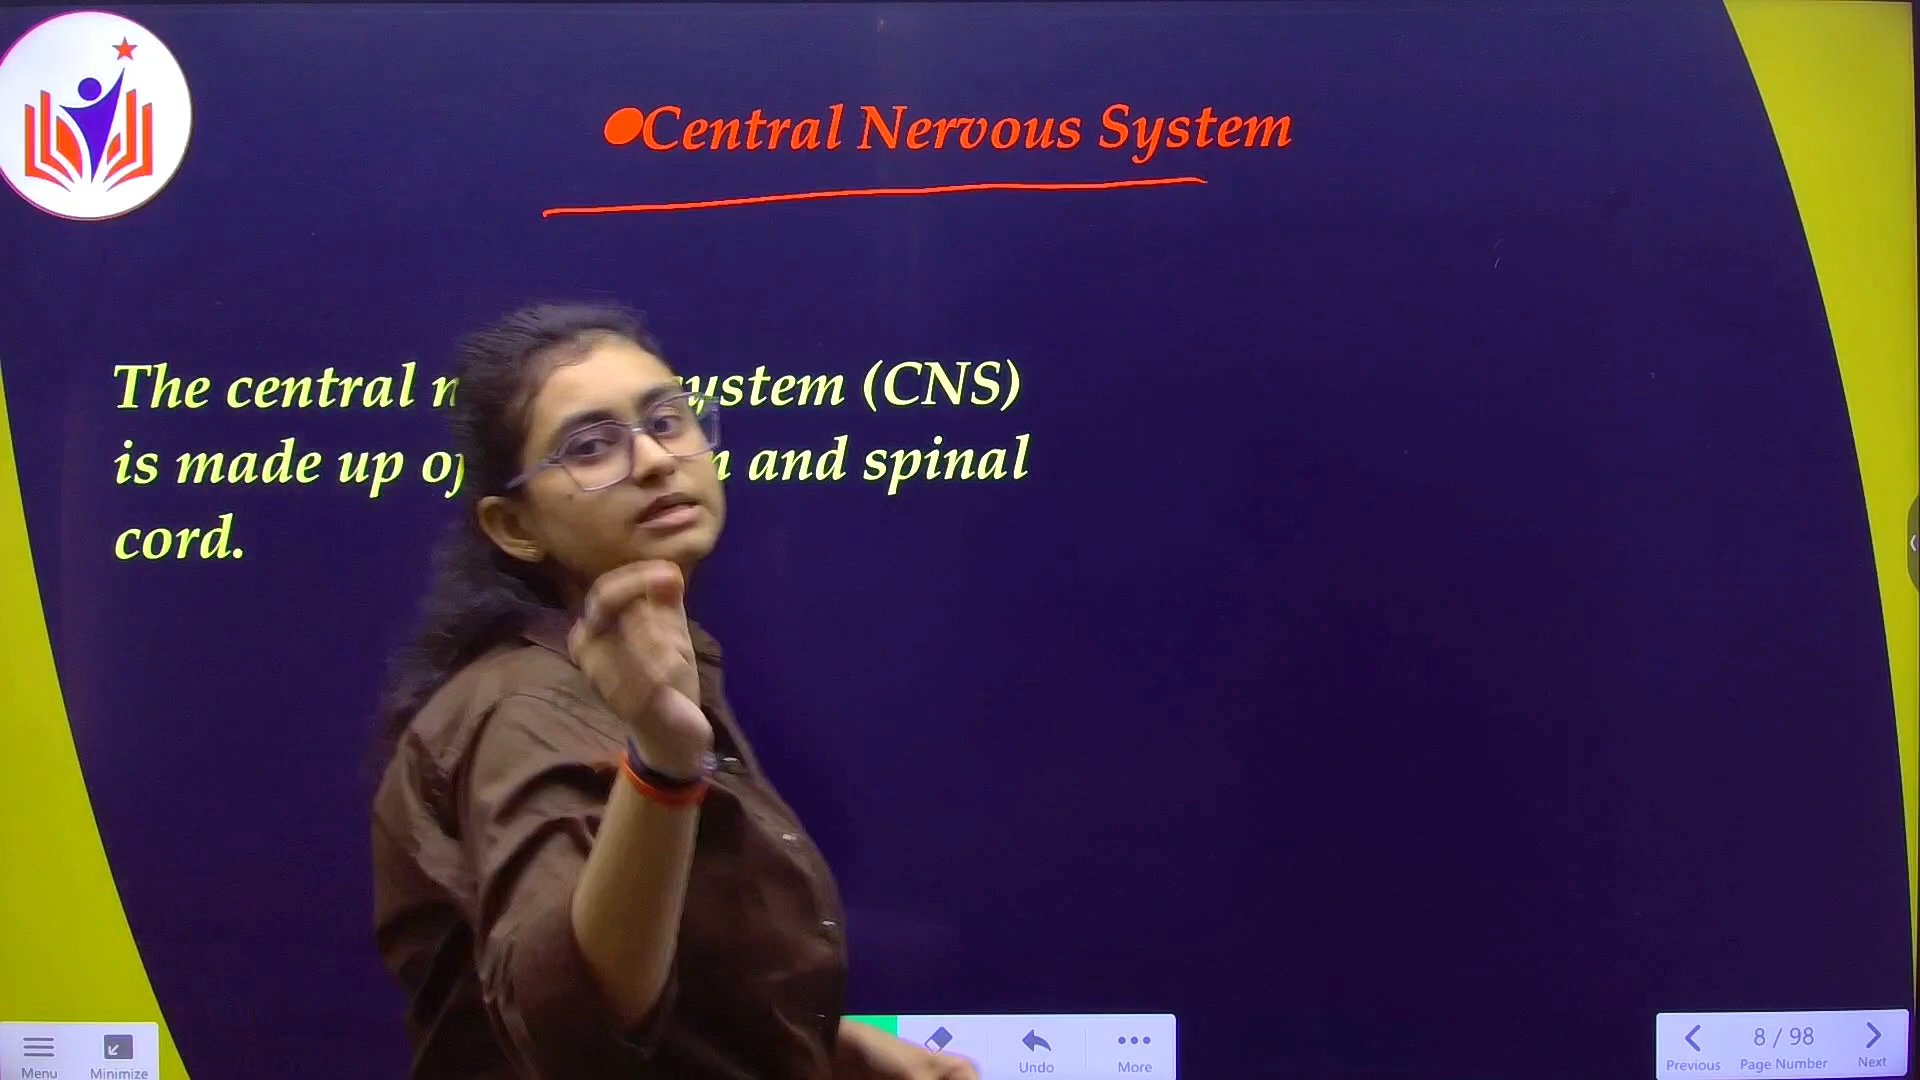 ●Central Nervous System
The central n ystem (CNS)
is made up of n and spinal
cord.
Menu
Minimize
Undo
More
Previous
8 / 98
Page Number
Next